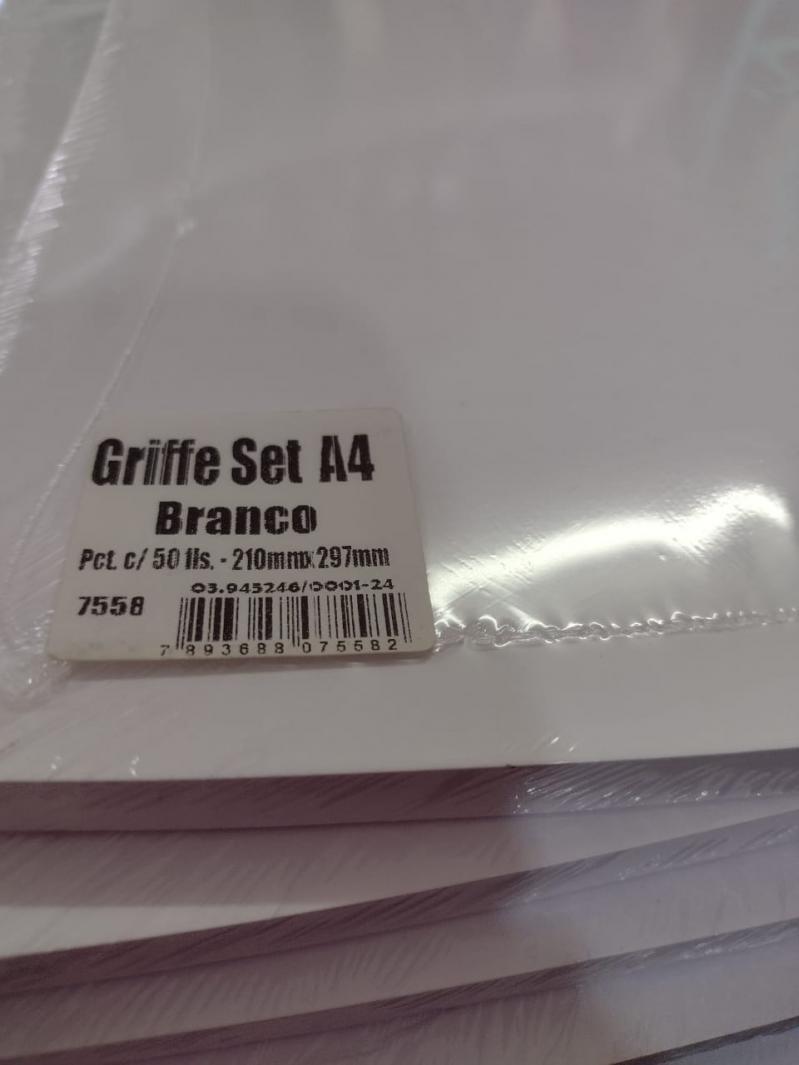 Griffe Set A4
Branco
Pct. c/ 50 fls. - 210mmx297mm
03.945246/0001-24
7558
7 893688 075582